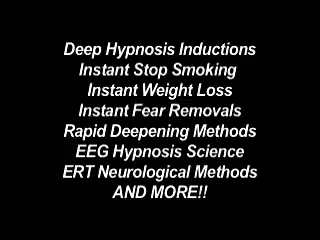 Deep Hypnosis Inductions
Instant Stop Smoking
Instant Weight Loss
Instant Fear Removals
Rapid Deepening Methods
EEG Hypnosis Science
ERT Neurological Methods
AND MORE!!